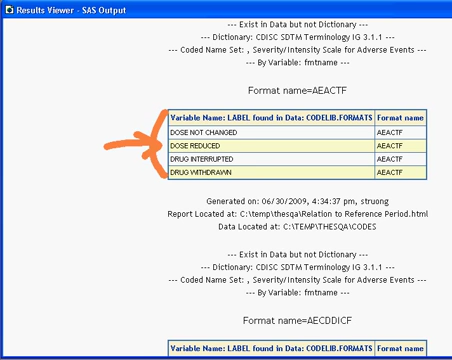 Results Viewer - SAS Output
--- Exist in Data but not Dictionary ---
--- Dictionary: CDISC SDTM Terminology IG 3.1.1 ---
--- Coded Name Set: , Severity/Intensity Scale for Adverse Events ---
--- By Variable: fmtname ---
Format name=AEACTF
Variable Name: LABEL found in Data: CODELIB.FORMATS Format name
DOSE NOT CHANGED AEACTF
DOSE REDUCED AEACTF
DRUG INTERRUPTED AEACTF
DRUG WITHDRAWN AEACTF
Generated on: 06/30/2009, 4:34:37 pm, struong
Report Located at: C:\temp\thesqa\Relation to Reference Period.html
Data Located at: C:\TEMP\THESQA\CODES
--- Exist in Data but not Dictionary ---
--- Dictionary: CDISC SDTM Terminology IG 3.1.1 ---
--- Coded Name Set: , Severity/Intensity Scale for Adverse Events ---
--- By Variable: fmtname ---
Format name=AECDDICF
Variable Name: LABEL found in Data: CODELIB.FORMATS Format name